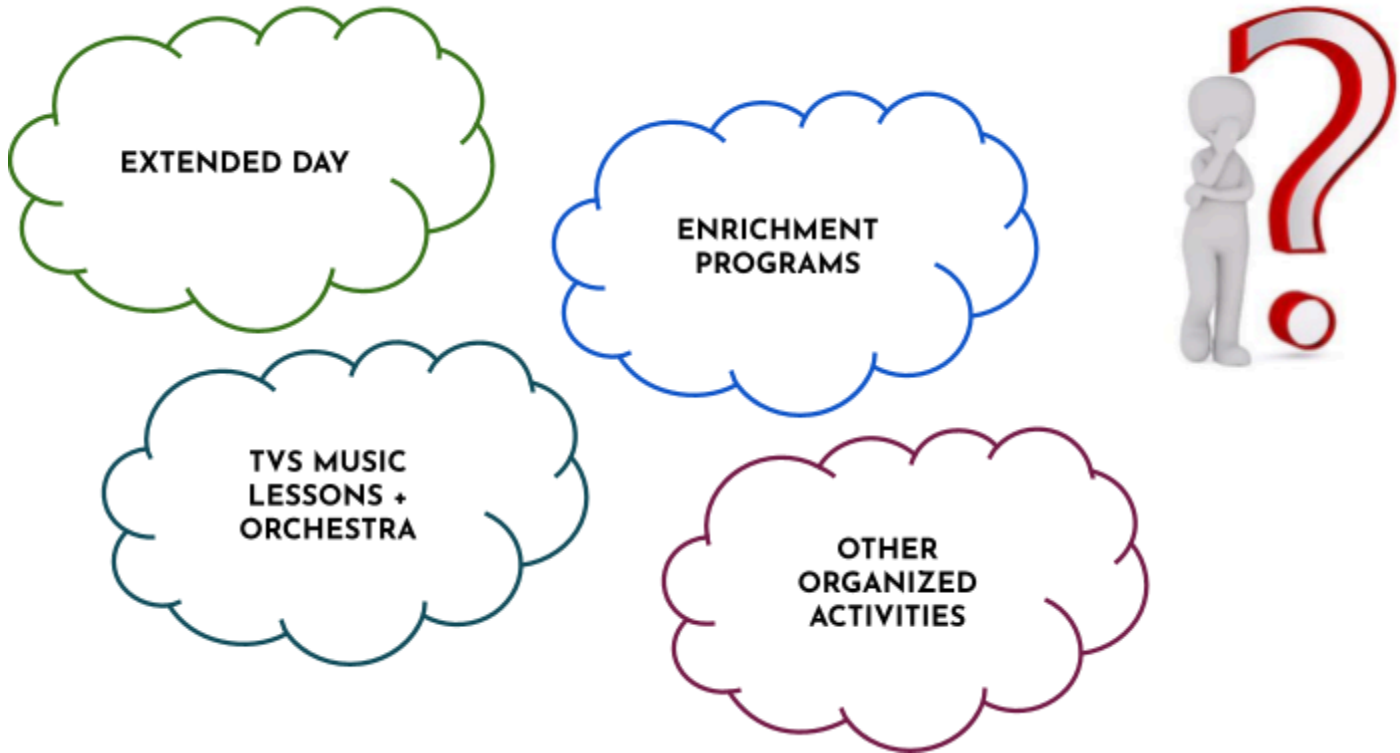 EXTENDED DAY
ENRICHMENT
PROGRAMS
TVS MUSIC
LESSONS +
ORCHESTRA
OTHER
ORGANIZED
ACTIVITIES